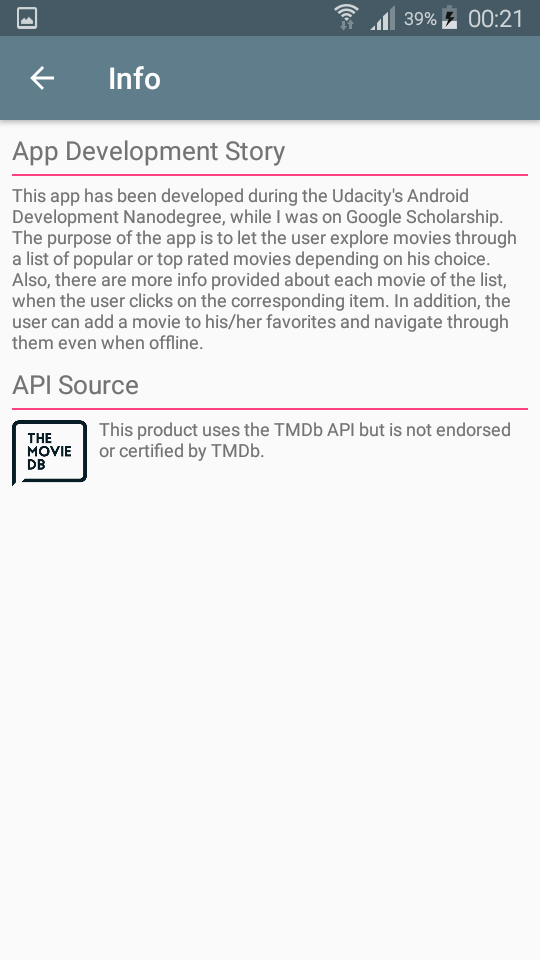 39% 00:21
Info
App Development Story
This app has been developed during the Udacity's Android
Development Nanodegree, while I was on Google Scholarship.
The purpose of the app is to let the user explore movies through
a list of popular or top rated movies depending on his choice.
Also, there are more info provided about each movie of the list,
when the user clicks on the corresponding item. In addition, the
user can add a movie to his/her favorites and navigate through
them even when offline.
API Source
THE
MOVIE
DB
This product uses the TMDb API but is not endorsed
or certified by TMDb.